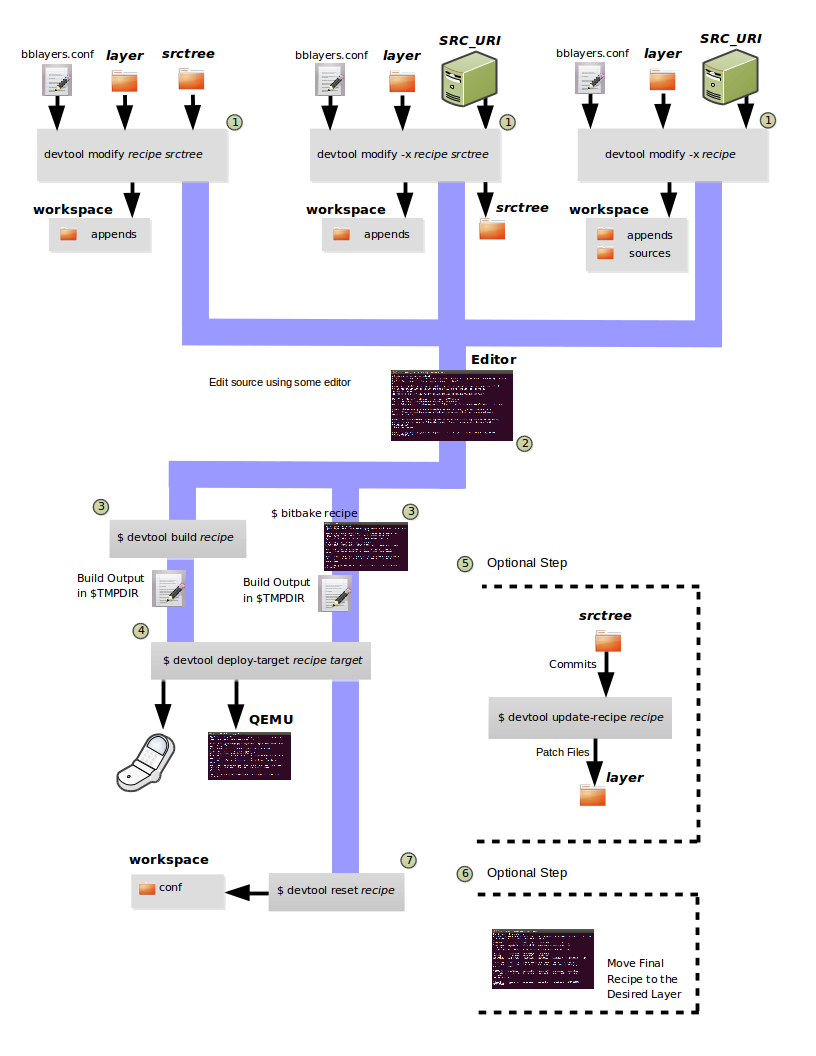 SRC_URI
SRC_URI
bblayers.conf
layer
srctree
bblayers.conf
layer
bblayers.conf
layer
1
1
1
devtool modify recipe srctree
devtool modify -x recipe srctree
devtool modify -x recipe
workspace
appends
workspace
appends
srctree
workspace
appends
sources
Editor
Edit source using some editor
2
3
$ devtool build recipe
$ bitbake recipe
3
Build Output
in $TMPDIR
Build Output
in $TMPDIR
4
$ devtool deploy-target recipe target
QEMU
5
Optional Step
srctree
Commits
$ devtool update-recipe recipe
Patch Files
layer
workspace
conf
7
$ devtool reset recipe
6
Optional Step
Move Final
Recipe to the
Desired Layer